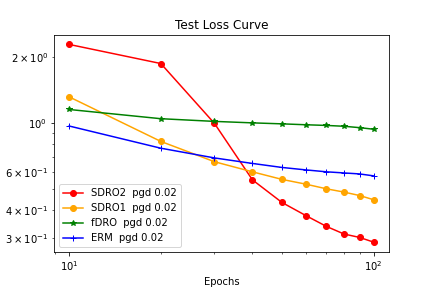 Test Loss Curve
2 × 10⁰
10⁰
6 × 10⁻¹
4 × 10⁻¹
3 × 10⁻¹
SDRO2 pgd 0.02
SDRO1 pgd 0.02
fDRO pgd 0.02
ERM pgd 0.02
10¹ 10²
Epochs